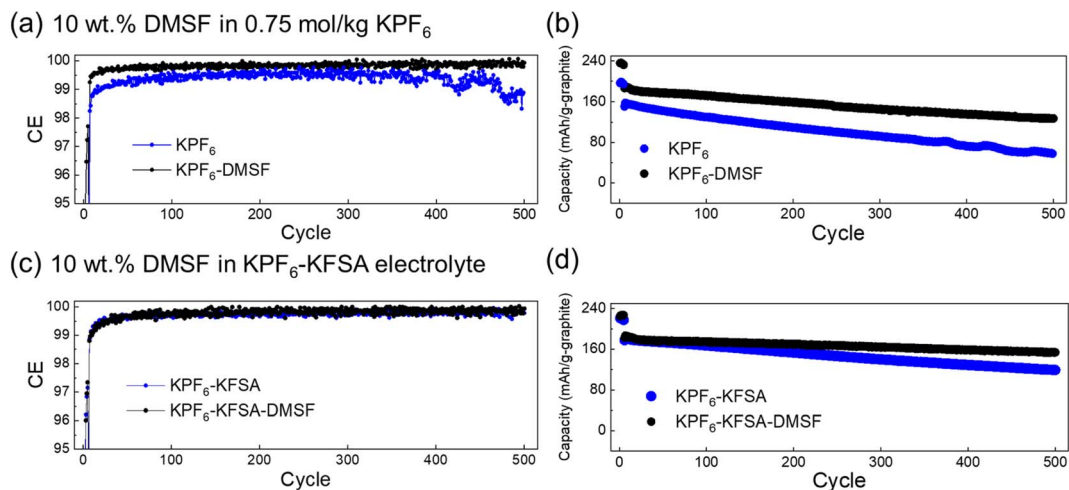 (a) 10 wt.% DMSF in 0.75 mol/kg KPF₆
100
99
98
97
96
95
CE
KPF₆
KPF₆-DMSF
0 100 200 300 400 500
Cycle
(b)
240
160
80
0
Capacity (mAh/g-graphite)
KPF₆
KPF₆-DMSF
0 100 200 300 400 500
Cycle
(c) 10 wt.% DMSF in KPF₆-KFSA electrolyte
100
99
98
97
96
95
CE
KPF₆-KFSA
KPF₆-KFSA-DMSF
0 100 200 300 400 500
Cycle
(d)
240
160
80
0
Capacity (mAh/g-graphite)
KPF₆-KFSA
KPF₆-KFSA-DMSF
0 100 200 300 400 500
Cycle